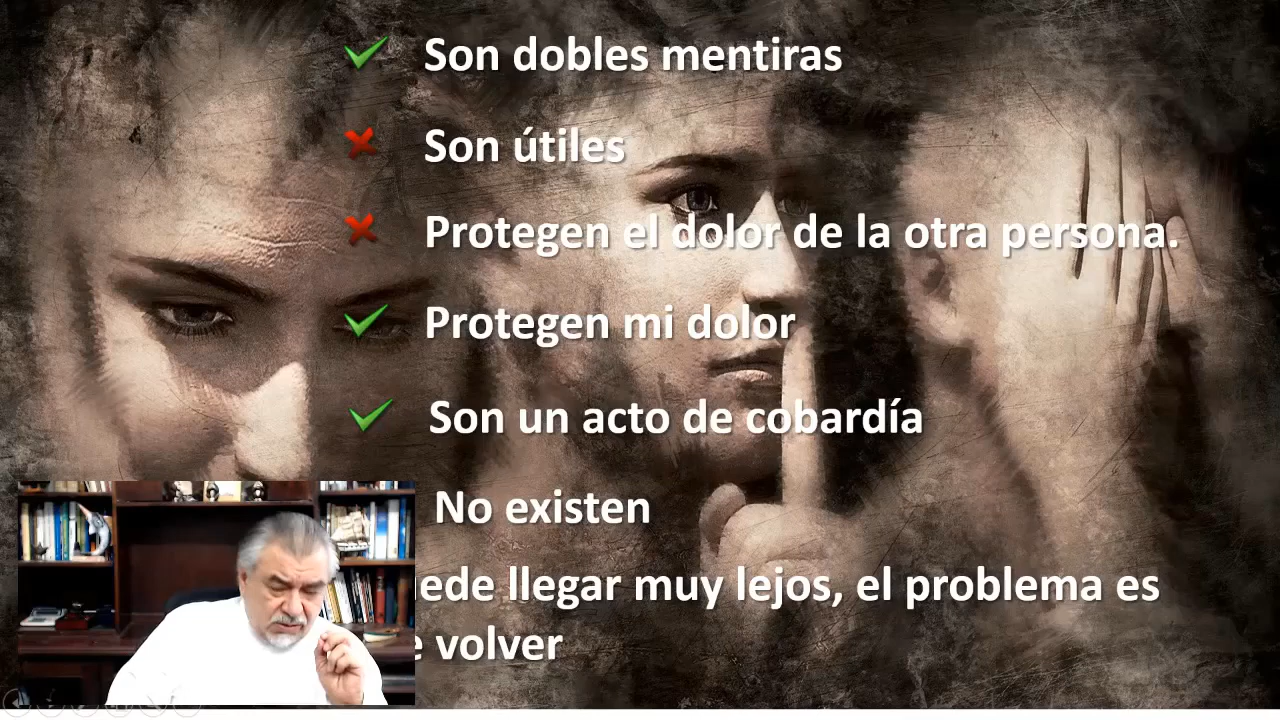 Son dobles mentiras
Son útiles
Protegen el dolor de la otra persona.
Protegen mi dolor
Son un acto de cobardía
No existen
llegar muy lejos, el problema es
volver